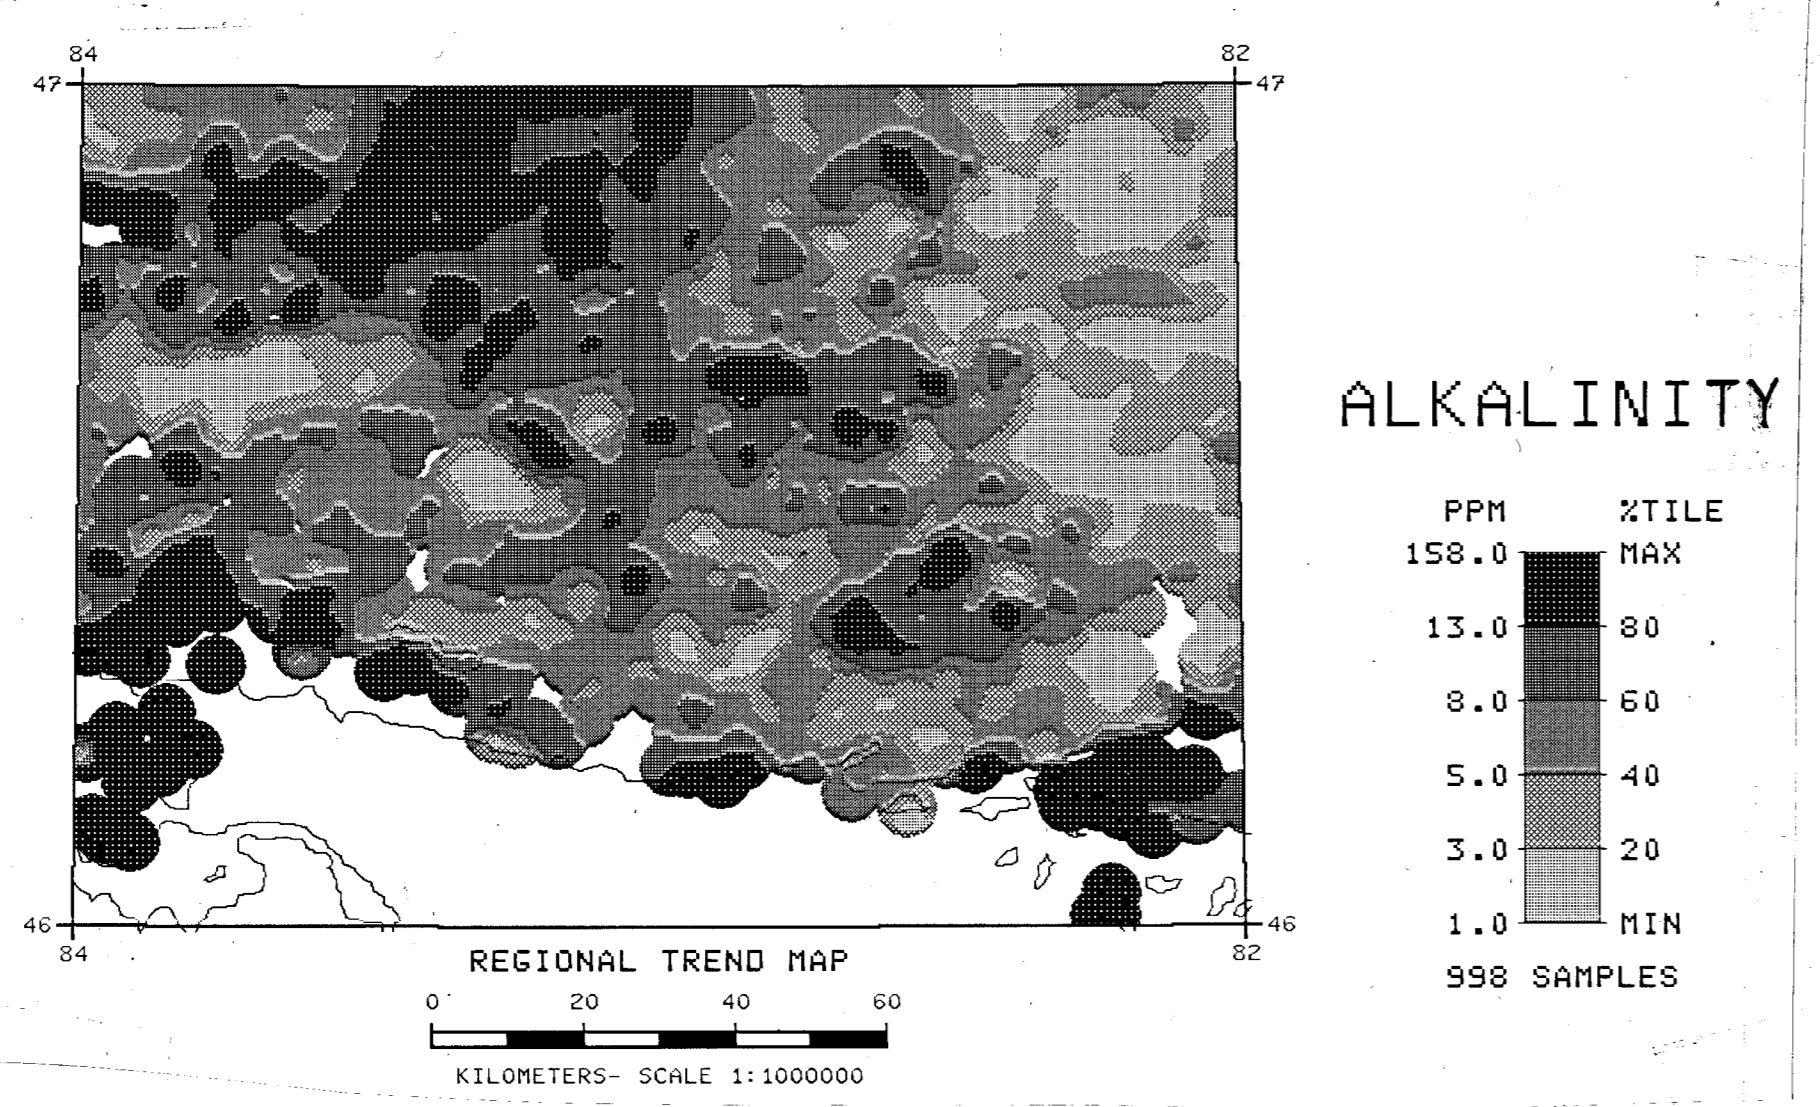 84 82
47 47
ALKALINITY
PPM %TILE
158.0 MAX
13.0 80
8.0 60
5.0 40
3.0 20
1.0 MIN
998 SAMPLES
46 46
84 82
REGIONAL TREND MAP
0 20 40 60
KILOMETERS- SCALE 1:1000000